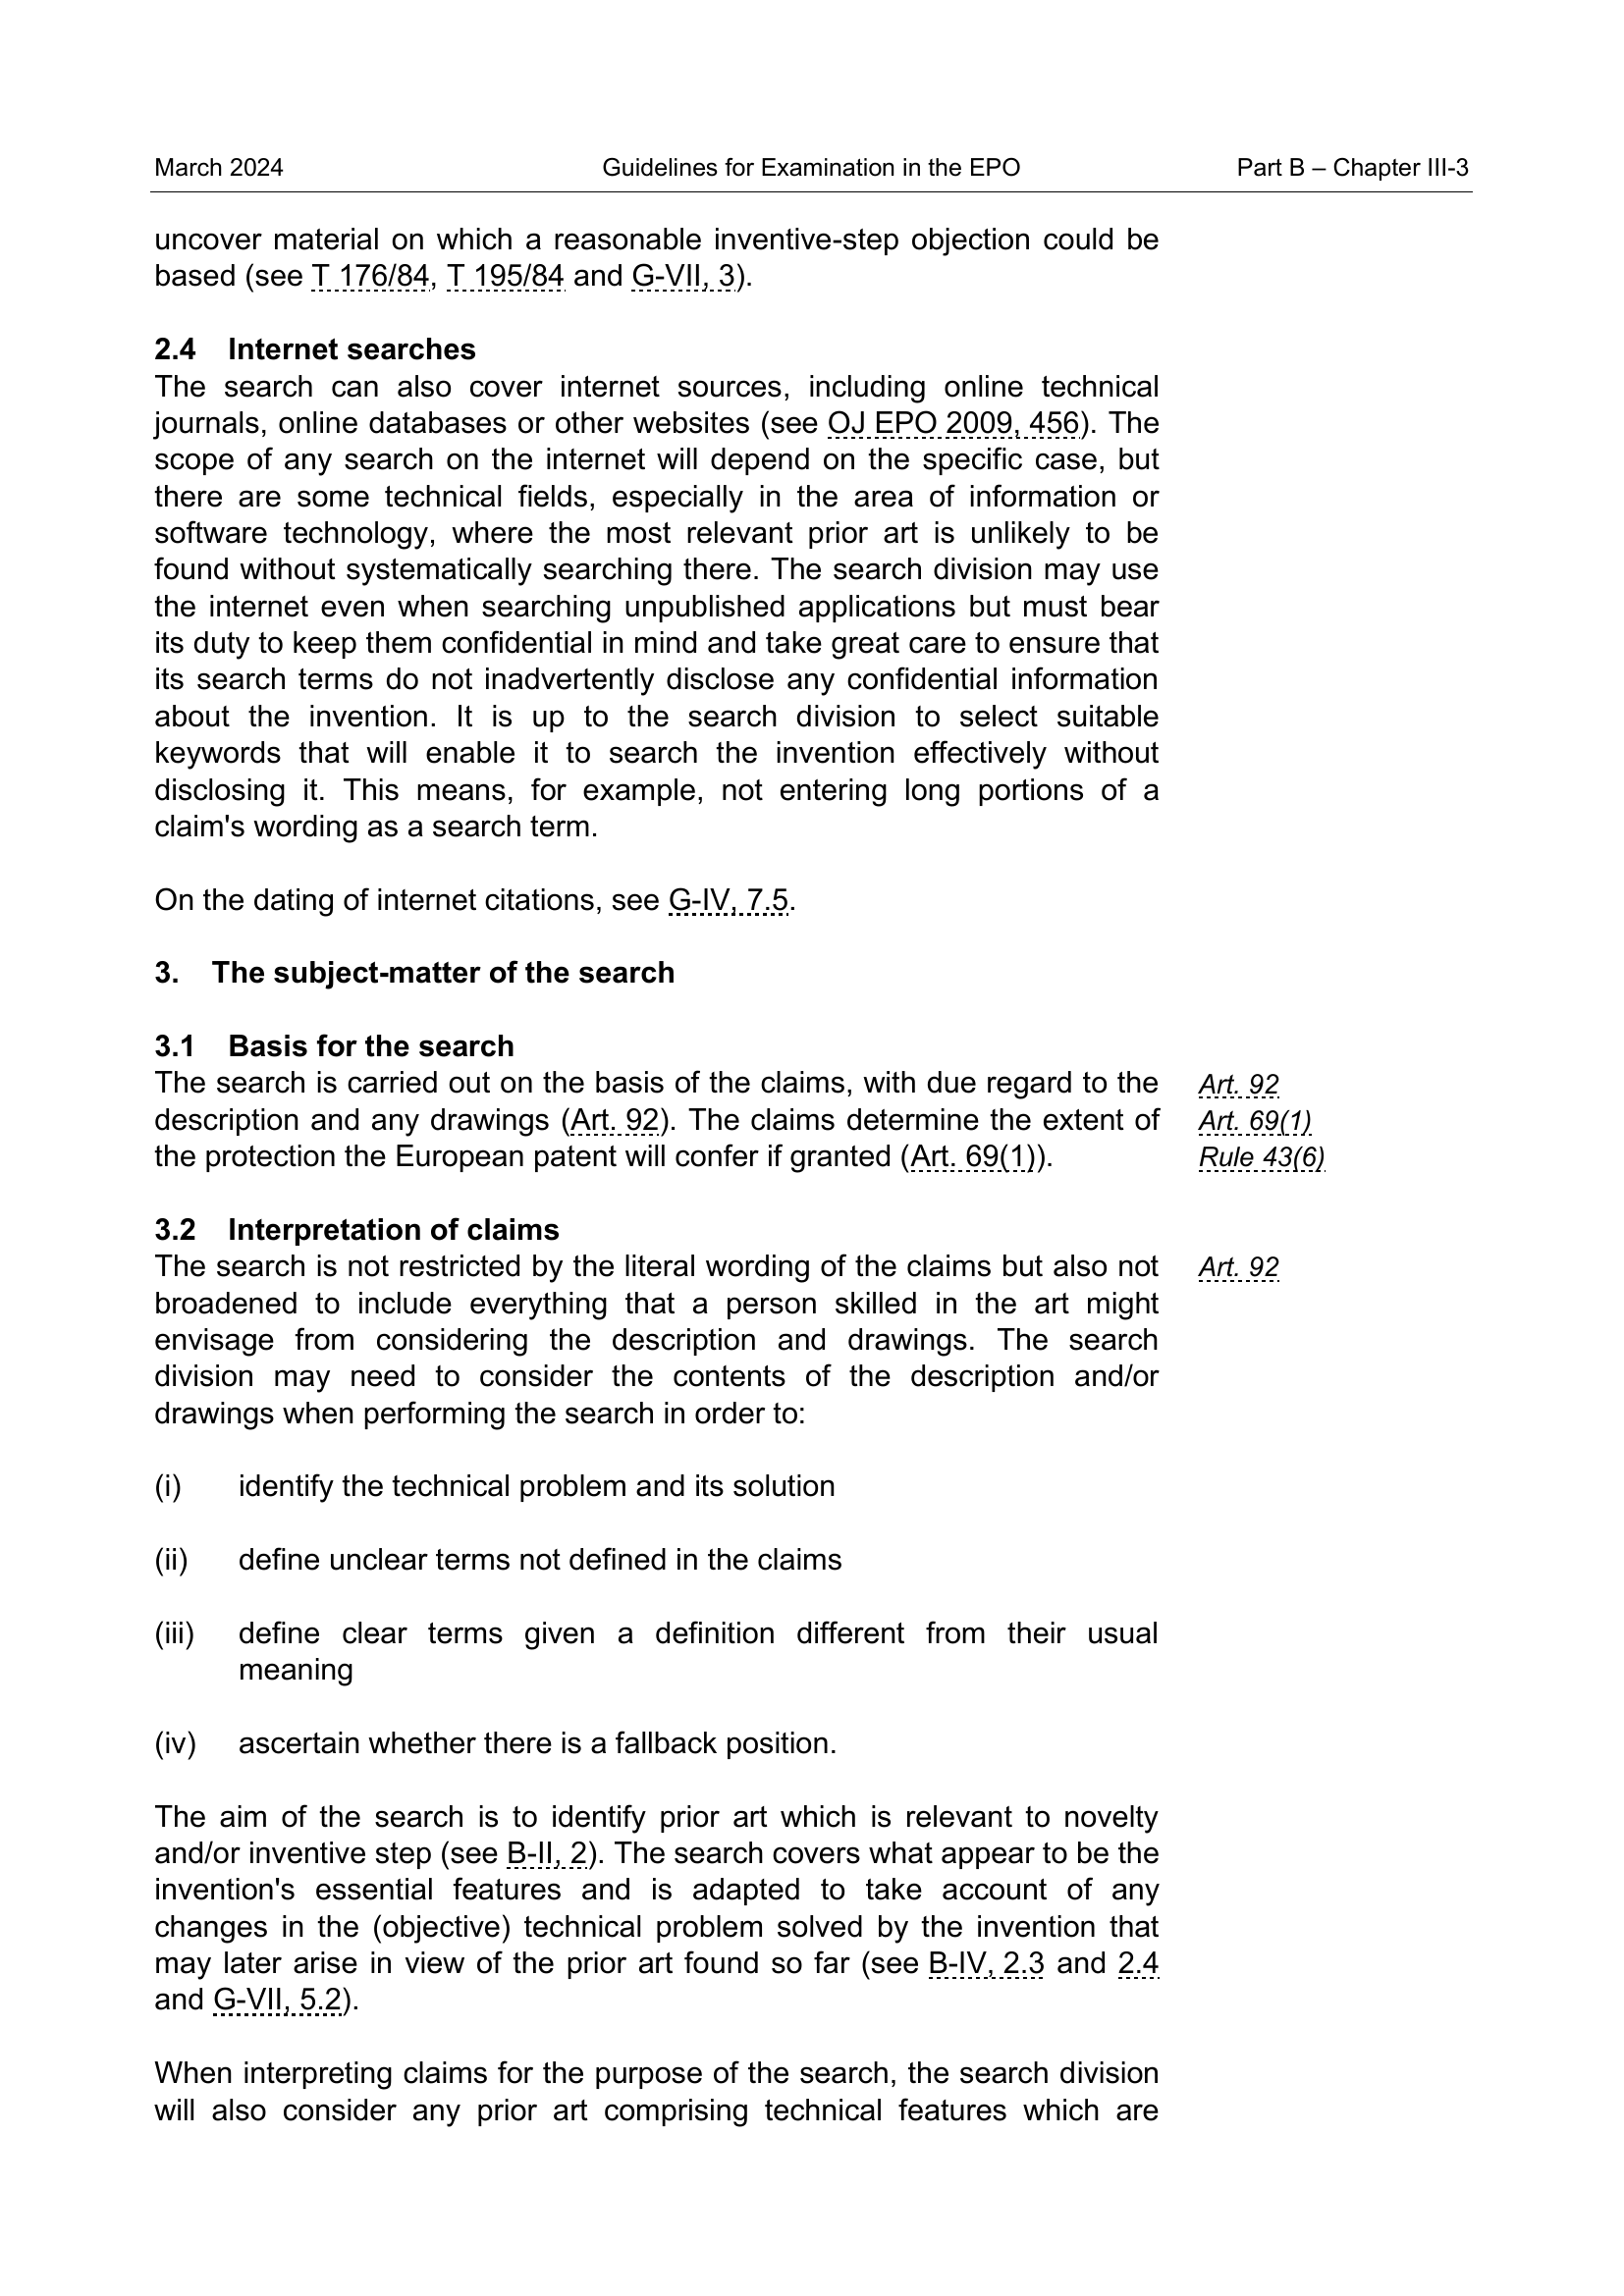 March 2024 Guidelines for Examination in the EPO Part B – Chapter III-3
uncover material on which a reasonable inventive-step objection could be
based (see T 176/84, T 195/84 and G-VII, 3).
2.4 Internet searches
The search can also cover internet sources, including online technical
journals, online databases or other websites (see OJ EPO 2009, 456). The
scope of any search on the internet will depend on the specific case, but
there are some technical fields, especially in the area of information or
software technology, where the most relevant prior art is unlikely to be
found without systematically searching there. The search division may use
the internet even when searching unpublished applications but must bear
its duty to keep them confidential in mind and take great care to ensure that
its search terms do not inadvertently disclose any confidential information
about the invention. It is up to the search division to select suitable
keywords that will enable it to search the invention effectively without
disclosing it. This means, for example, not entering long portions of a
claim's wording as a search term.
On the dating of internet citations, see G-IV, 7.5.
3. The subject-matter of the search
3.1 Basis for the search
The search is carried out on the basis of the claims, with due regard to the Art. 92
description and any drawings (Art. 92). The claims determine the extent of Art. 69(1)
the protection the European patent will confer if granted (Art. 69(1)). Rule 43(6)
3.2 Interpretation of claims
The search is not restricted by the literal wording of the claims but also not Art. 92
broadened to include everything that a person skilled in the art might
envisage from considering the description and drawings. The search
division may need to consider the contents of the description and/or
drawings when performing the search in order to:
(i) identify the technical problem and its solution
(ii) define unclear terms not defined in the claims
(iii) define clear terms given a definition different from their usual
meaning
(iv) ascertain whether there is a fallback position.
The aim of the search is to identify prior art which is relevant to novelty
and/or inventive step (see B-II, 2). The search covers what appear to be the
invention's essential features and is adapted to take account of any
changes in the (objective) technical problem solved by the invention that
may later arise in view of the prior art found so far (see B-IV, 2.3 and 2.4
and G-VII, 5.2).
When interpreting claims for the purpose of the search, the search division
will also consider any prior art comprising technical features which are